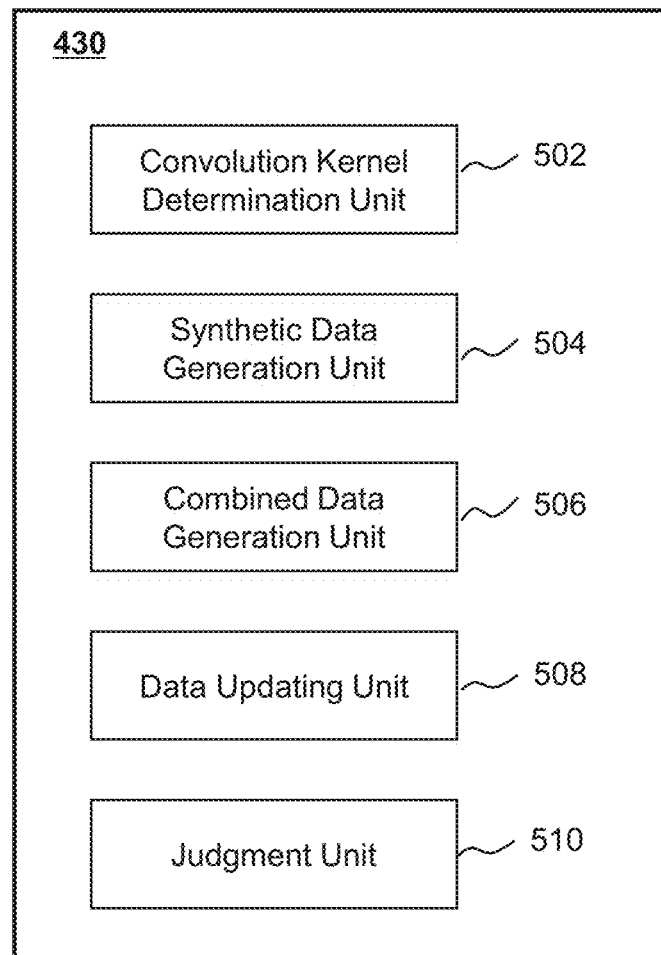 430
Convolution Kernel
Determination Unit
502
Synthetic Data
Generation Unit
504
Combined Data
Generation Unit
506
Data Updating Unit
508
Judgment Unit
510